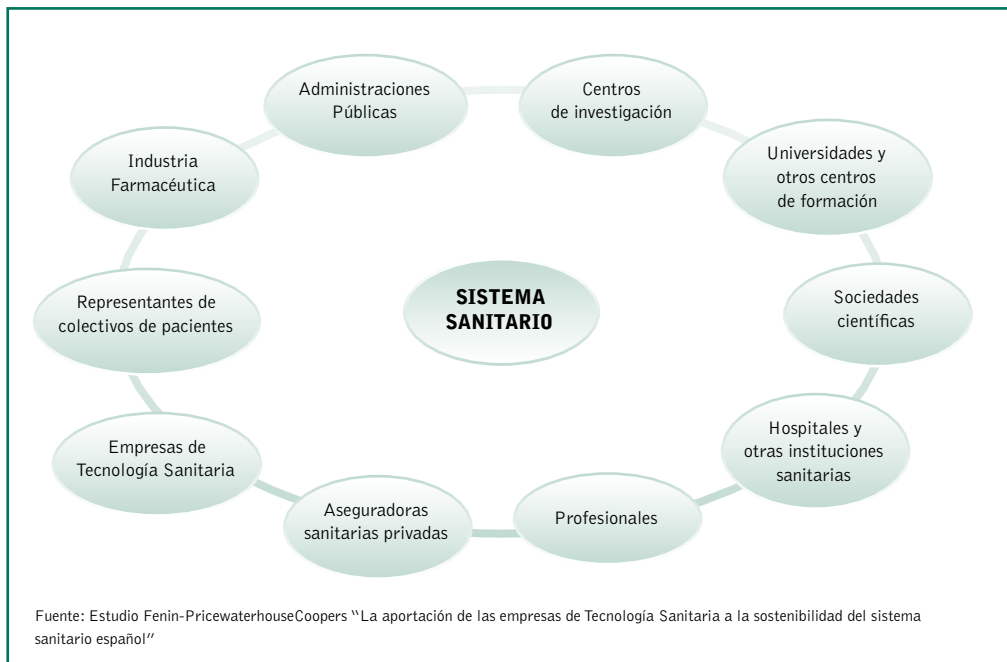 Administraciones
Públicas
Centros
de investigación
Industria
Farmacéutica
Universidades y
otros centros
de formación
Representantes de
colectivos de pacientes
SISTEMA
SANITARIO
Sociedades
científicas
Empresas de
Tecnología Sanitaria
Hospitales y
otras instituciones
sanitarias
Aseguradoras
sanitarias privadas
Profesionales
Fuente: Estudio Fenin-PricewaterhouseCoopers “La aportación de las empresas de Tecnología Sanitaria a la sostenibilidad del sistema
sanitario español”